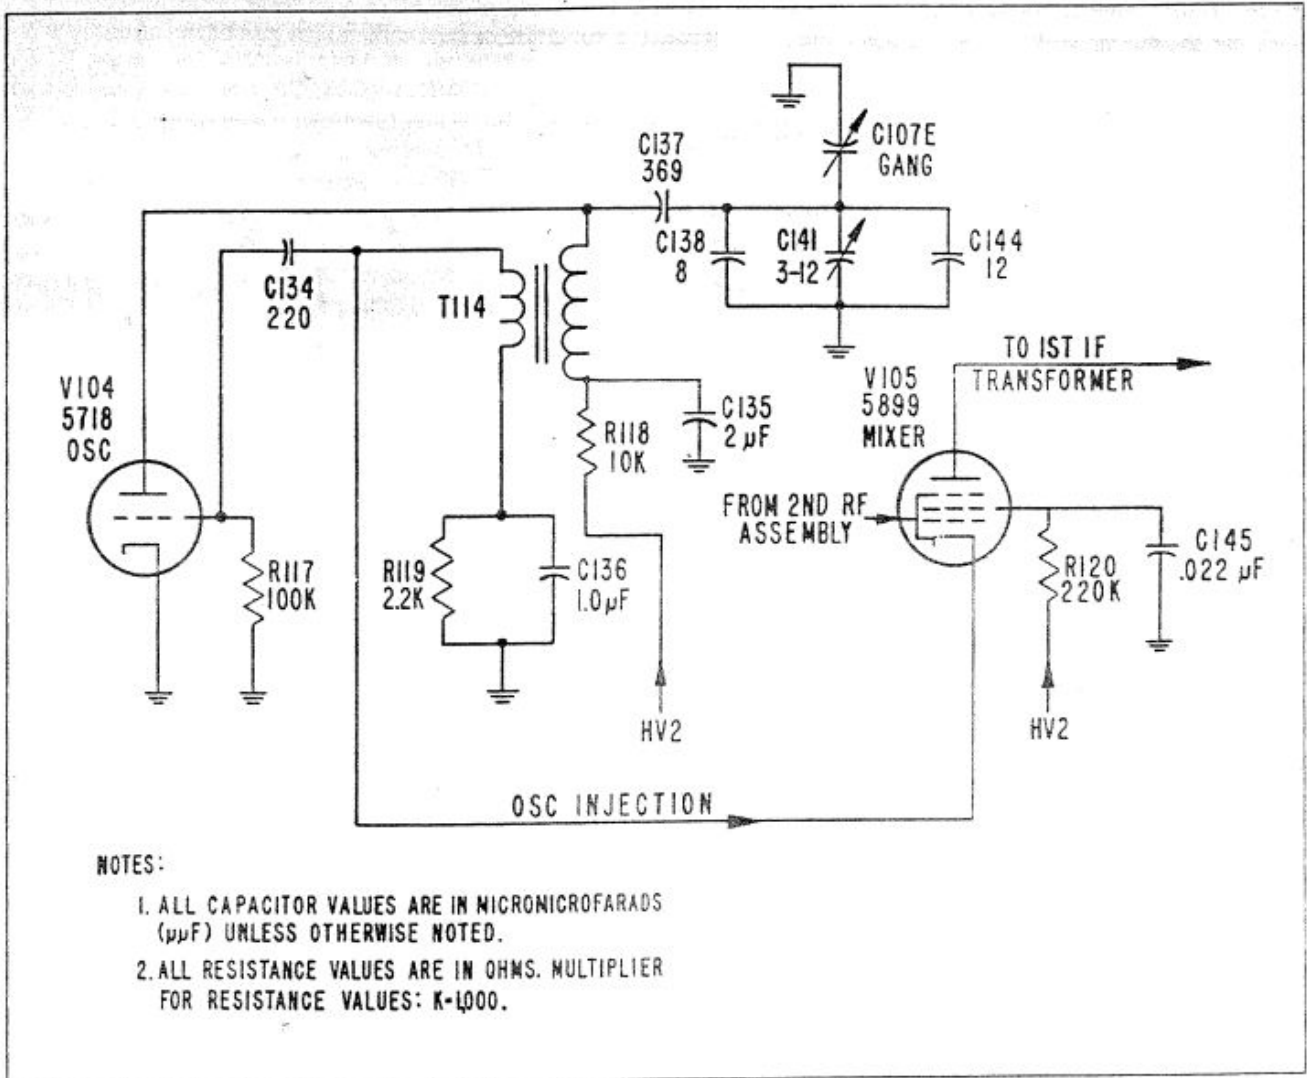 C107E
GANG
C137
369
C138
8
C141
3-12
C144
12
C134
220
T114
TO 1ST IF
TRANSFORMER
V104
5718
OSC
V105
5899
MIXER
C135
2 µF
R118
10K
FROM 2ND RF
ASSEMBLY
R117
100K
R119
2.2K
C136
1.0µF
R120
220K
C145
.022 µF
HV2
HV2
OSC INJECTION
NOTES:
1. ALL CAPACITOR VALUES ARE IN MICROMICROFARADS
(µµF) UNLESS OTHERWISE NOTED.
2. ALL RESISTANCE VALUES ARE IN OHMS. MULTIPLIER
FOR RESISTANCE VALUES: K-1,000.